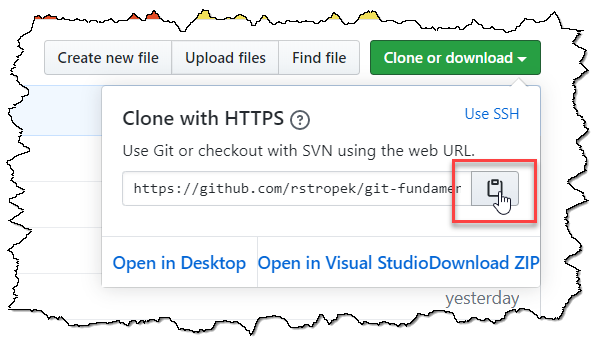 Create new file Upload files Find file Clone or download
Clone with HTTPS ? Use SSH
Use Git or checkout with SVN using the web URL.
https://github.com/rstropek/git-fundamer
Open in Desktop Open in Visual Studio Download ZIP
yesterday